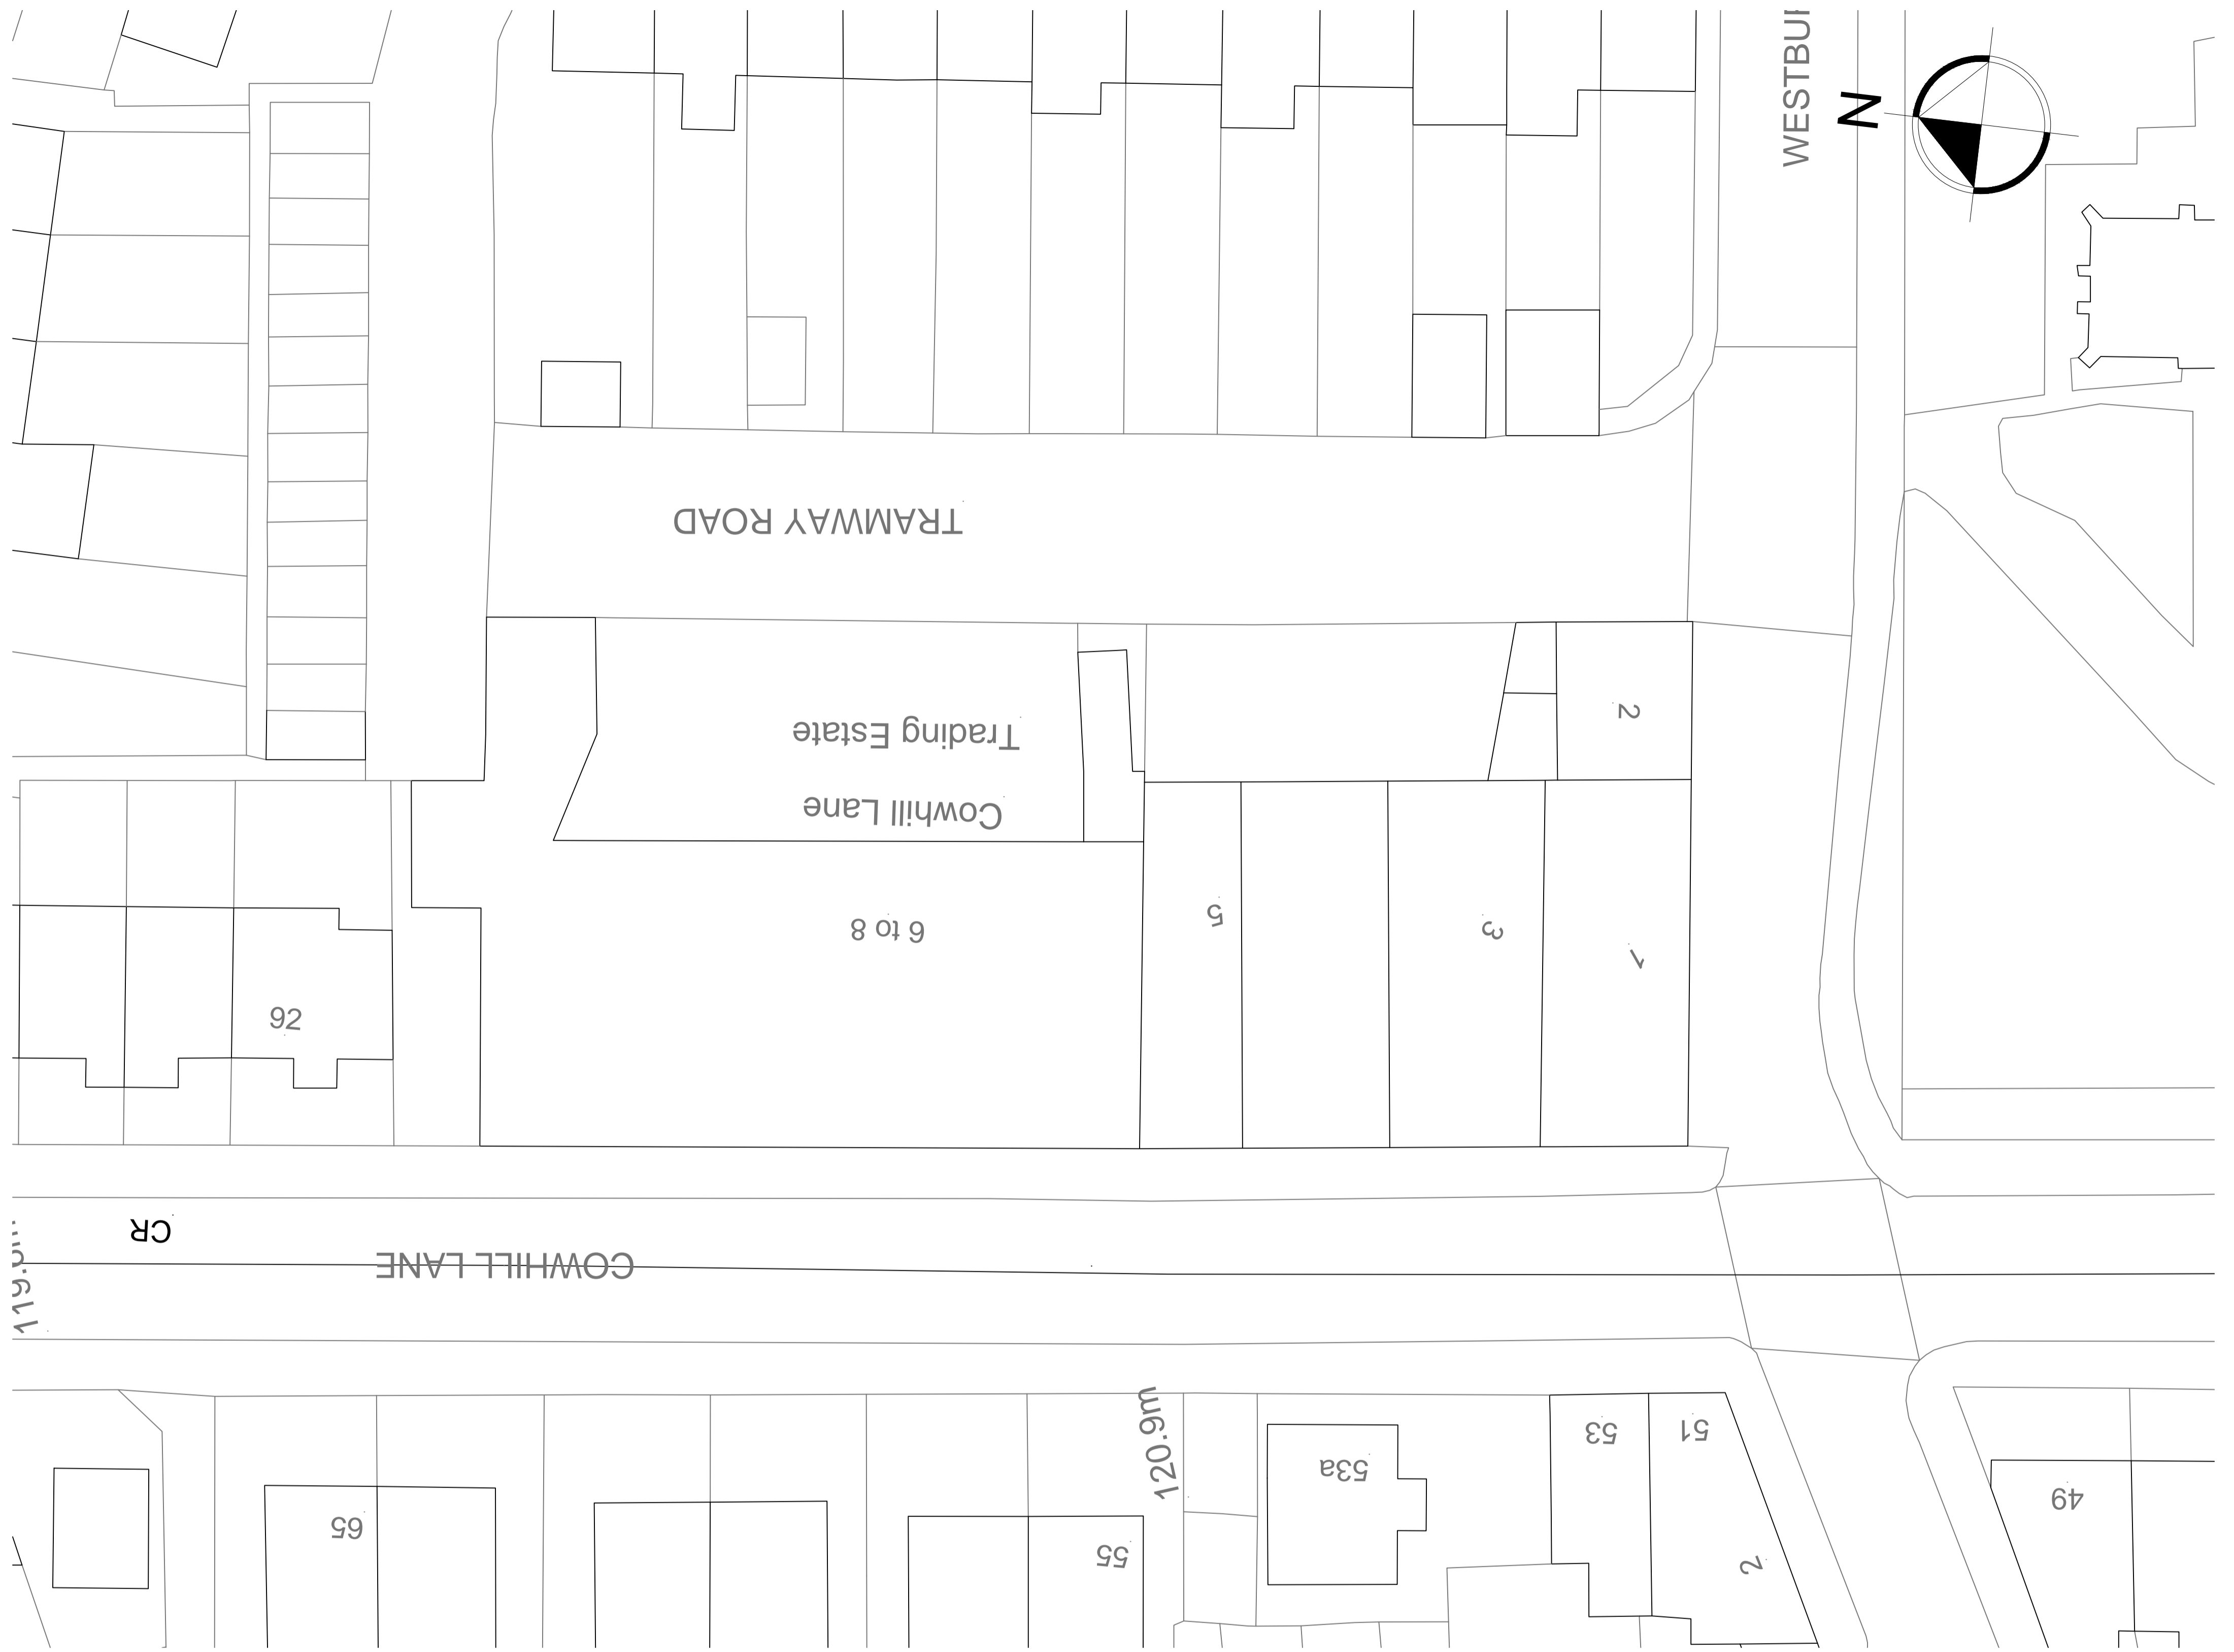 WESTBUR
N
TRAMWAY ROAD
2
Cowhill Lane
Trading Estate
6 to 8
5
3
1
92
CR
COWHILL LANE
120.9m
53a
53
51
65
55
2
49